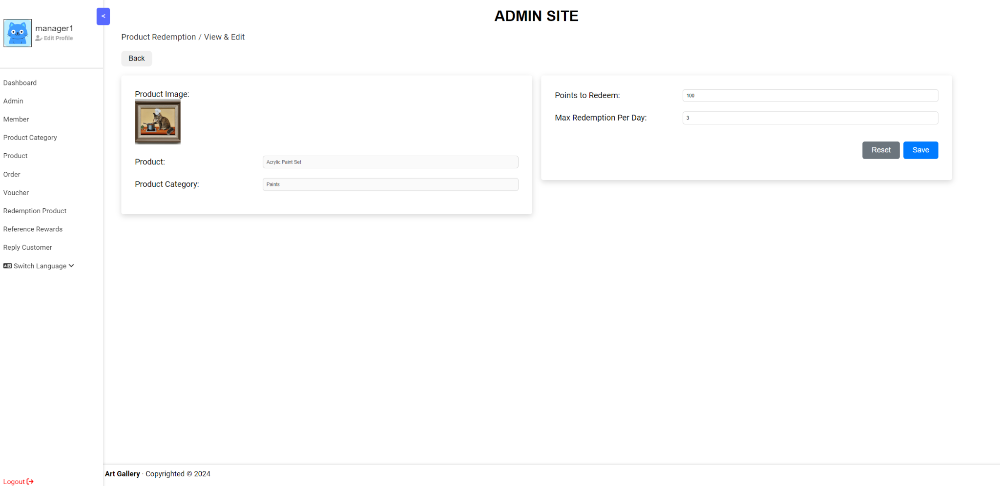 <
ADMIN SITE
manager1
Edit Profile
Product Redemption / View & Edit
Back
Dashboard
Admin
Member
Product Category
Product
Order
Voucher
Redemption Product
Reference Rewards
Reply Customer
Switch Language
Logout
Product Image:
Product: Acrylic Paint Set
Product Category: Paints
Points to Redeem: 100
Max Redemption Per Day: 3
Reset Save
Art Gallery · Copyrighted © 2024